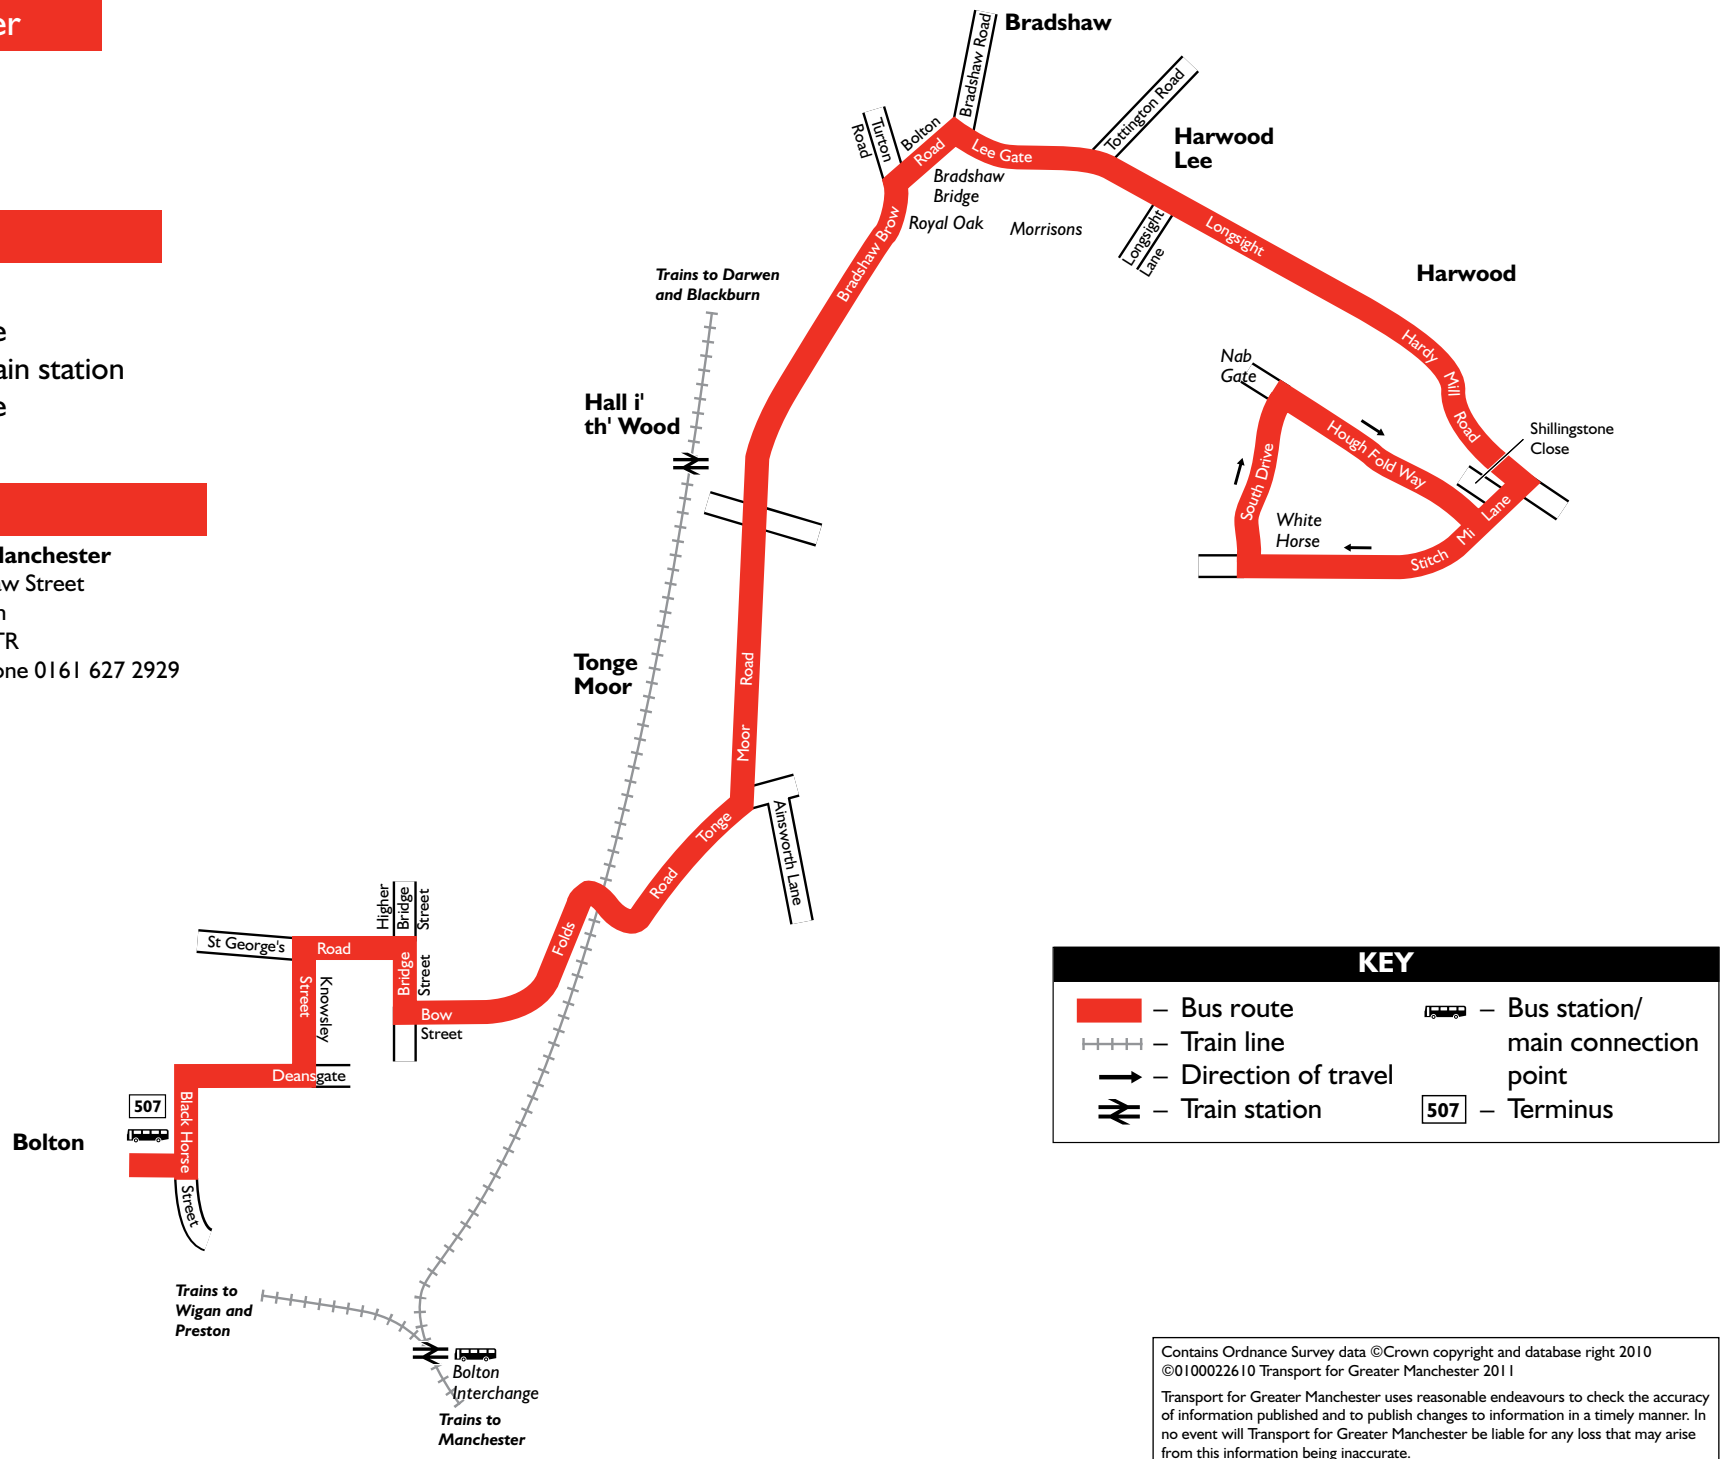 er
e
ain station
e
Manchester
w Street
n
TR
one 0161 627 2929
Bradshaw
Bradshaw Road
Tottington Road
Turton
Road
Bolton
Road
Lee Gate
Harwood
Lee
Bradshaw
Bridge
Royal Oak
Morrisons
Longsight
Lane
Longsight
Harwood
Bradshaw Brow
Trains to Darwen
and Blackburn
Hardy
Mill
Road
Nab
Gate
Hall i'
th' Wood
Shillingstone
Close
Hough Fold Way
South Drive
White
Horse
Stitch
Mi
Lane
Tonge
Moor
Road
Moor
Tonge
Ainsworth Lane
Road
Folds
Higher
Bridge
Street
St George's
Road
Bridge
Street
Knowsley
Street
Bow
Street
Deansgate
507
Black Horse
Street
Bolton
KEY
– Bus route
– Train line
– Direction of travel
– Train station
– Bus station/
main connection
point
507 – Terminus
Trains to
Wigan and
Preston
Bolton
Interchange
Trains to
Manchester
Contains Ordnance Survey data ©Crown copyright and database right 2010
©0100022610 Transport for Greater Manchester 2011
Transport for Greater Manchester uses reasonable endeavours to check the accuracy
of information published and to publish changes to information in a timely manner. In
no event will Transport for Greater Manchester be liable for any loss that may arise
from this information being inaccurate.